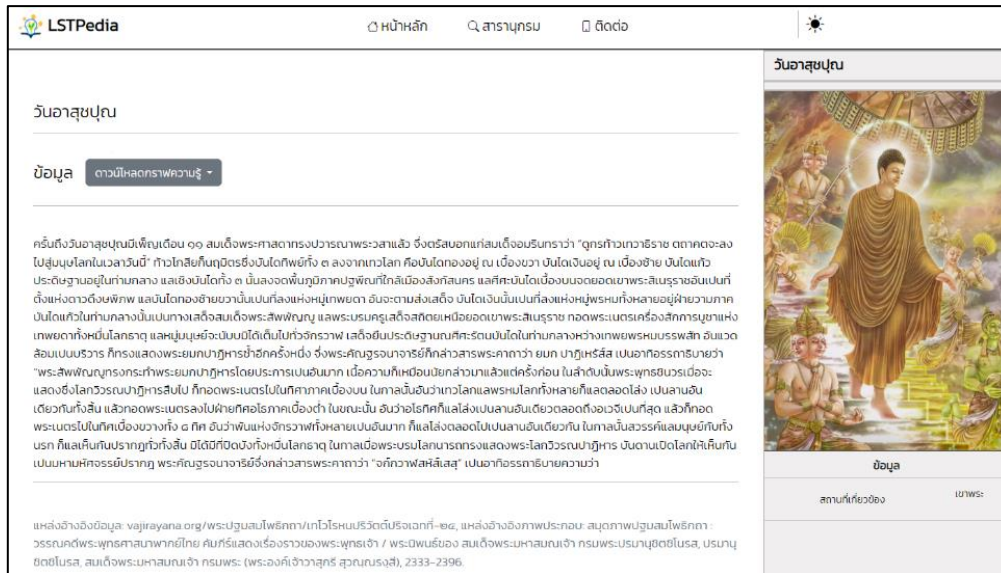 LSTPedia
หน้าหลัก
สารานุกรม
ติดต่อ
วันอาสุชปุณ
วันอาสุชปุณ
ข้อมูล
ดาวน์โหลดกราฟความรู้
ครั้นถึงวันอาสุชปุณมีเพ็ญเดือน ๑๑ สมเด็จพระศาสดาทรงปวารณาพระวสาแล้ว จึงตรัสบอกแก่สมเด็จอมรินทราว่า “ดูกรท้าวเทวาธิราช ตถาคตจะลง
ไปสู่มนุษโลกในเวลาวันนี้” ท้าวโกสีย์ก็นฤมิตรซึ่งบันไดทิพย์ทั้ง ๓ ลงจากเทวโลก คือบันไดทองอยู่ ณ เบื้องขวา บันไดเงินอยู่ ณ เบื้องซ้าย บันไดแก้ว
ประดิษฐานอยู่ในท่ามกลาง แลเชิงบันไดทั้ง ๓ นั้นลงจดพื้นภูมิภาคปฐพีณที่ใกล้เมืองสังกัสนคร แลศีศะบันไดเบื้องบนจดยอดเขาพระสิเนรุราชอันเปนที่
ตั้งแห่งดาวดึงษพิภพ แลบันไดทองซ้ายขวานั้นเปนที่ลงแห่งหมู่เทพยดา อันจะตามส่งเสด็จ บันไดเงินนั้นเปนที่ลงแห่งหมู่พรหมทั้งหลายอยู่ฝ่ายวามภาค
บันไดแก้วในท่ามกลางนั้นเปนทางเสด็จสมเด็จพระสัพพัญญู แลพระบรมครูเสด็จสถิตยเหนือยอดเขาพระสิเนรุราช ทอดพระเนตรเครื่องสักการบูชาแห่ง
เทพยดาทั้งหมื่นโลกธาตุ แลหมู่มนุษย์จะนับบมิได้เต็มไปทั่วจักรวาฬ เสด็จยืนประดิษฐานณศีศะรัตนบันไดในท่ามกลางหว่างเทพยพรหมบรรพสัท อันแวด
ล้อมเปนบริวาร ก็ทรงแสดงพระยมกปาฏิหารซ้ำอีกครั้งหนึ่ง จึ่งพระคัณฐรจนาจารีย์ก็กล่าวสารพระคาถาว่า ยมก ปาฏิเหรํส์ส เปนอาทิอรรถาธิบายว่า
“พระสัพพัญญูทรงกระทำพระยมกปาฏิหารโดยประการเปนอันมาก เนื้อความก็เหมือนนัยกล่าวมาแล้วแต่ครั้งก่อน ในลำดับนั้นพระพุทธชินวรเมื่อจะ
แสดงซึ่งโลกวิวรณปาฏิหารสืบไป ก็ทอดพระเนตรไปในทิศาภาคเบื้องบน ในกาลนั้นอันว่าเทวโลกแลพรหมโลกทั้งหลายก็แลตลอดโล่ง เปนลานอัน
เดียวกันทั้งสิ้น แล้วทอดพระเนตรลงไปฝ่ายทิศอโธภาคเบื้องต่ำ ในขณะนั้น อันว่าอโธทิศก็แลโล่งเปนลานอันเดียวตลอดถึงอเวจีเปนที่สุด แล้วก็ทอด
พระเนตรไปในทิศเบื้องขวางทั้ง ๘ ทิศ อันว่าพันแห่งจักรวาฬทั้งหลายเปนอันมาก ก็แลโล่งตลอดไปเปนลานอันเดียวกัน ในกาลนั้นสวรรค์แลมนุษย์กับทั้ง
นรก ก็แลเห็นกันปรากฏทั่วทั้งสิ้น มิได้มีที่ปิดบังทั้งหมื่นโลกธาตุ ในกาลเมื่อพระบรมโลกนารถทรงแสดงพระโลกวิวรณปาฏิหาร บันดาลเปิดโลกให้เห็นกัน
เปนมหามหัศจรรย์ปรากฎ พระคัณฐรจนาจารีย์จึ่งกล่าวสารพระคาถาว่า “จก์กวาฬสหัส์เสสุ” เปนอาทิอรรถาธิบายความว่า
แหล่งอ้างอิงข้อมูล: vajirayana.org/พระปฐมสมโพธิกถา/เทโวโรหนปริวัตต์ปริจเฉทที่-๒๔, แหล่งอ้างอิงภาพประกอบ: สมุดภาพปฐมสมโพธิกถา :
วรรณคดีพระพุทธศาสนาพากย์ไทย คัมภีร์แสดงเรื่องราวของพระพุทธเจ้า / พระนิพนธ์ของ สมเด็จพระมหาสมณเจ้า กรมพระปรมานุชิตชิโนรส, ปรมานุ
ชิตชิโนรส, สมเด็จพระมหาสมณเจ้า กรมพระ (พระองค์เจ้าวาสุกรี สุวณฺณรงฺสี), 2333-2396.
ข้อมูล
สถานที่เกี่ยวข้อง
เขาพระ